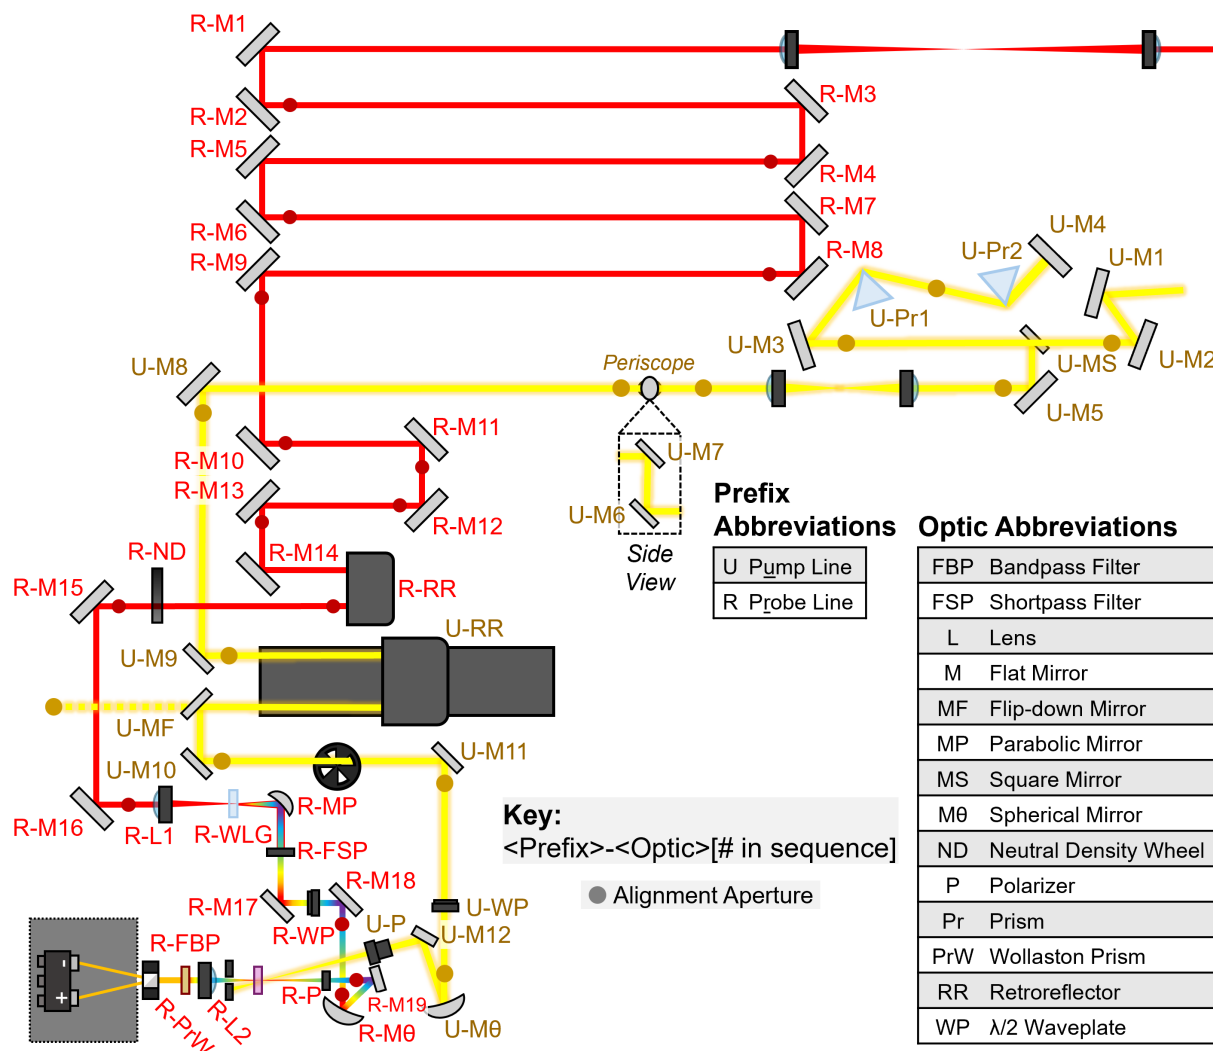 R-M1
R-M2
R-M3
R-M5
R-M4
R-M6
R-M7
R-M9
R-M8
U-M4
U-Pr2
U-M1
U-Pr1
U-M3
U-MS
U-M2
U-M8
Periscope
U-M5
R-M11
R-M10
U-M7
R-M13
U-M6
R-M12
Side
View
R-ND
R-M14
R-M15
R-RR
Prefix
Abbreviations
U Pump Line
R Probe Line
Optic Abbreviations
FBP Bandpass Filter
FSP Shortpass Filter
L Lens
M Flat Mirror
MF Flip-down Mirror
MP Parabolic Mirror
MS Square Mirror
Mθ Spherical Mirror
ND Neutral Density Wheel
P Polarizer
Pr Prism
PrW Wollaston Prism
RR Retroreflector
WP λ/2 Waveplate
U-RR
U-M9
U-MF
U-M11
U-M10
R-MP
R-M16
R-L1
R-WLG
R-FSP
Key:
<Prefix>-<Optic>[# in sequence]
Alignment Aperture
R-M18
R-M17
R-WP
U-P
U-WP
U-M12
R-FBP
-
+
R-PrW
R-L2
R-P
R-M19
R-Mθ
U-Mθ